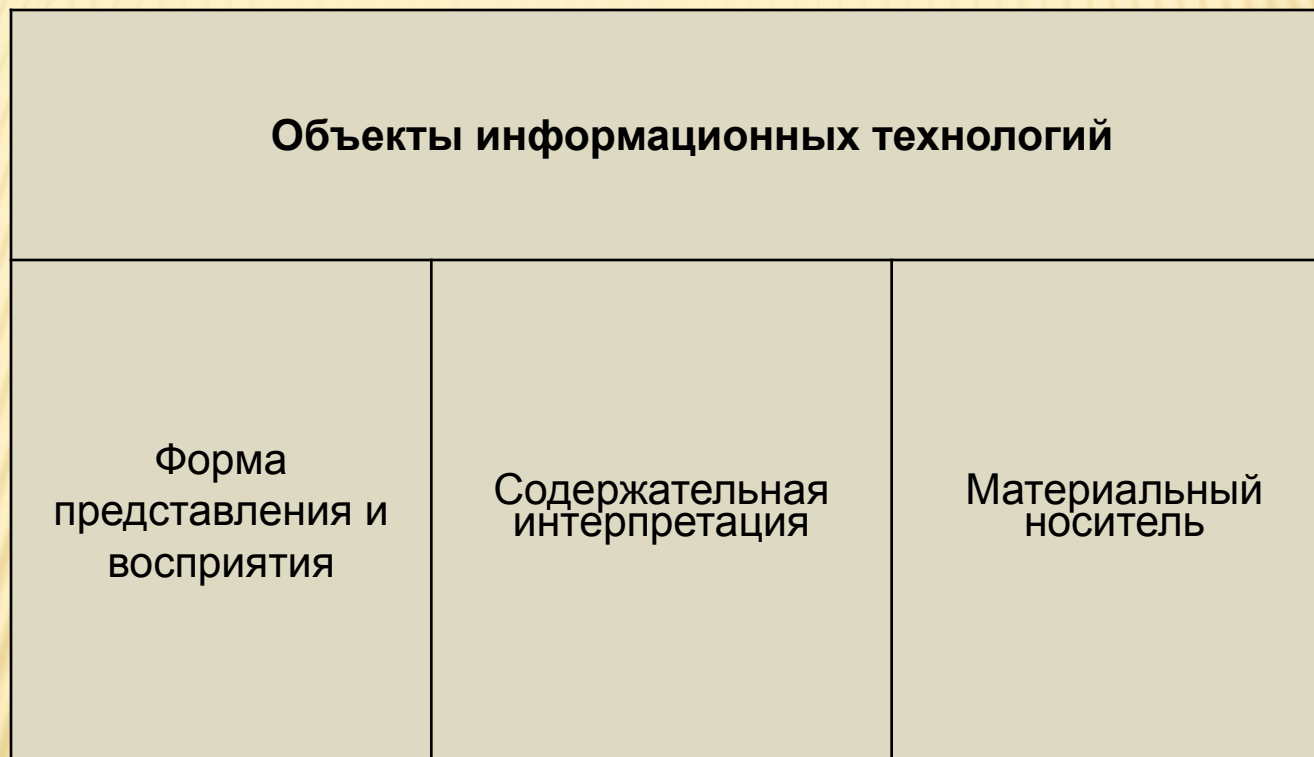 Объекты информационных технологий
Форма
представления и
восприятия
Содержательная
интерпретация
Материальный
носитель